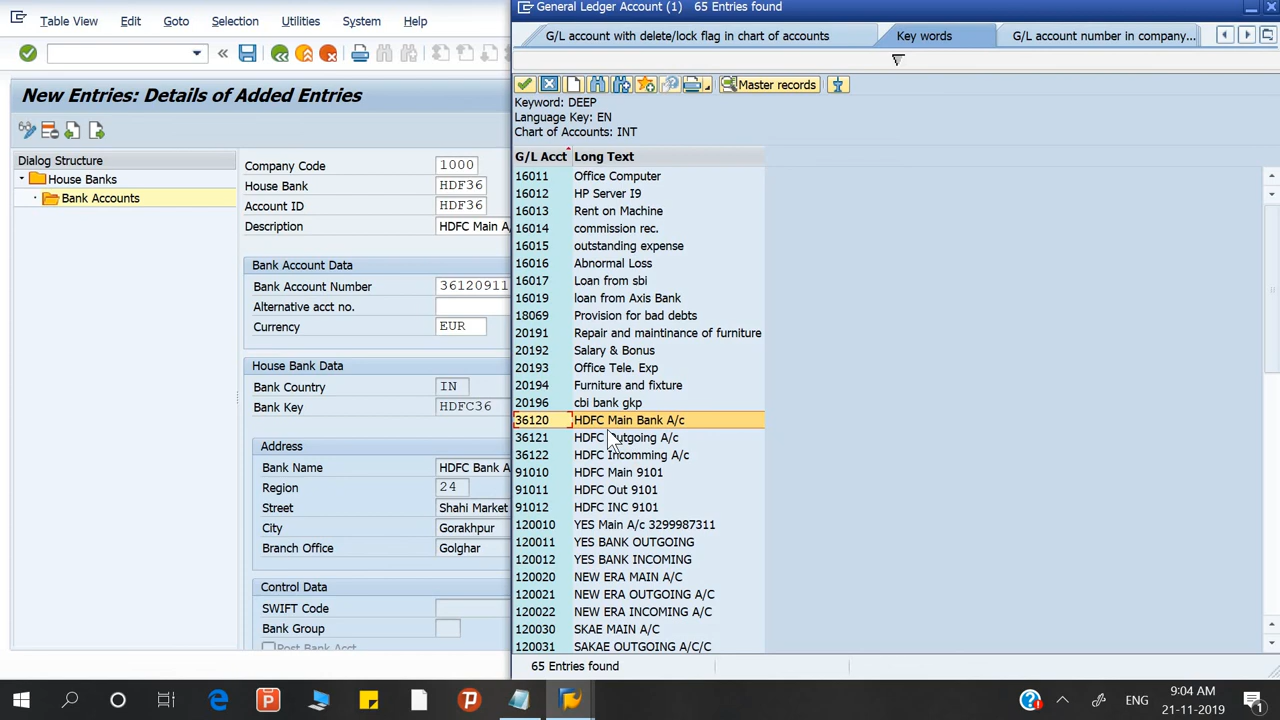 Table View Edit Goto Selection Utilities System Help
New Entries: Details of Added Entries
Dialog Structure
House Banks
Bank Accounts
Company Code 1000
House Bank HDF36
Account ID HDF36
Description HDFC Main A/
Bank Account Data
Bank Account Number 36120911
Alternative acct no.
Currency EUR
House Bank Data
Bank Country IN
Bank Key HDFC36
Address
Bank Name HDFC Bank A
Region 24
Street Shahi Market
City Gorakhpur
Branch Office Golghar
Control Data
SWIFT Code
Bank Group
Post Bank Acct
General Ledger Account (1) 65 Entries found
G/L account with delete/lock flag in chart of accounts Key words G/L account number in company...
Master records
Keyword: DEEP
Language Key: EN
Chart of Accounts: INT
G/L Acct Long Text
16011 Office Computer
16012 HP Server I9
16013 Rent on Machine
16014 commission rec.
16015 outstanding expense
16016 Abnormal Loss
16017 Loan from sbi
16019 loan from Axis Bank
18069 Provision for bad debts
20191 Repair and maintinance of furniture
20192 Salary & Bonus
20193 Office Tele. Exp
20194 Furniture and fixture
20196 cbi bank gkp
36120 HDFC Main Bank A/c
36121 HDFC Outgoing A/c
36122 HDFC Incomming A/c
91010 HDFC Main 9101
91011 HDFC Out 9101
91012 HDFC INC 9101
120010 YES Main A/c 3299987311
120011 YES BANK OUTGOING
120012 YES BANK INCOMING
120020 NEW ERA MAIN A/C
120021 NEW ERA OUTGOING A/C
120022 NEW ERA INCOMING A/C
120030 SKAE MAIN A/C
120031 SAKAE OUTGOING A/C/C
65 Entries found
ENG
9:04 AM
21-11-2019
1